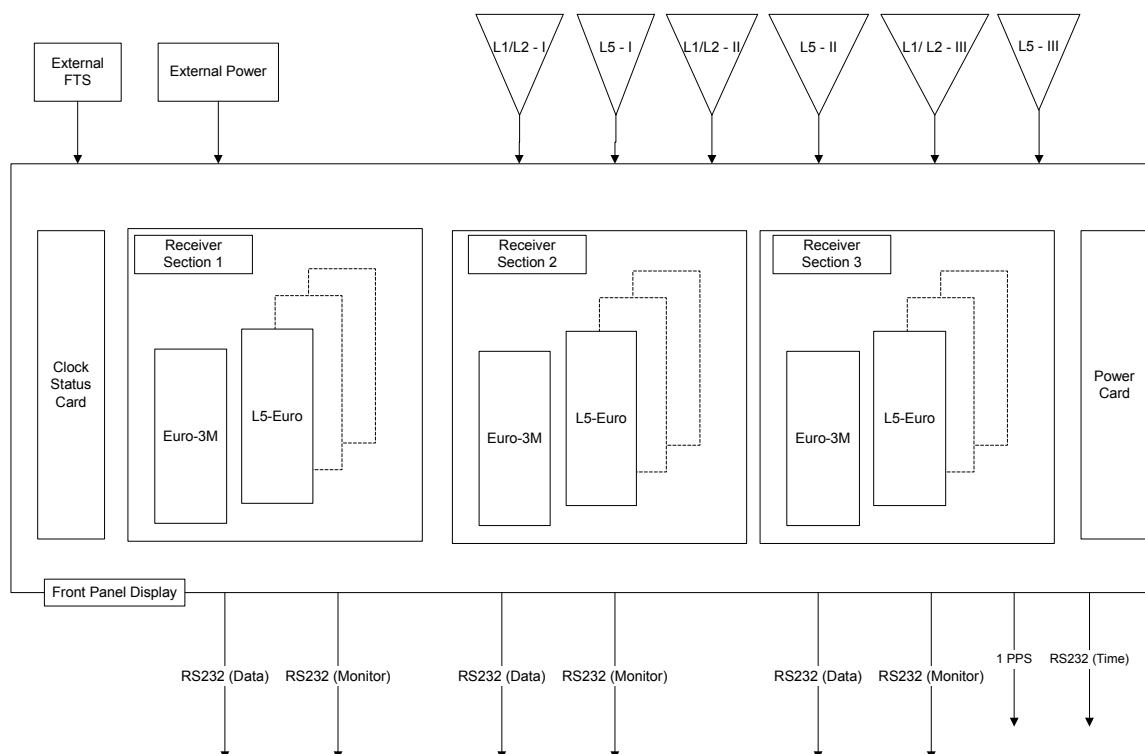 External
FTS
External Power
L1/L2 - I
L5 - I
L1/L2 - II
L5 - II
L1/ L2 - III
L5 - III
Receiver
Section 1
Receiver
Section 2
Receiver
Section 3
Clock
Status
Card
Euro-3M
L5-Euro
Euro-3M
L5-Euro
Euro-3M
L5-Euro
Power
Card
Front Panel Display
RS232 (Data)
RS232 (Monitor)
RS232 (Data)
RS232 (Monitor)
RS232 (Data)
RS232 (Monitor)
1 PPS
RS232 (Time)